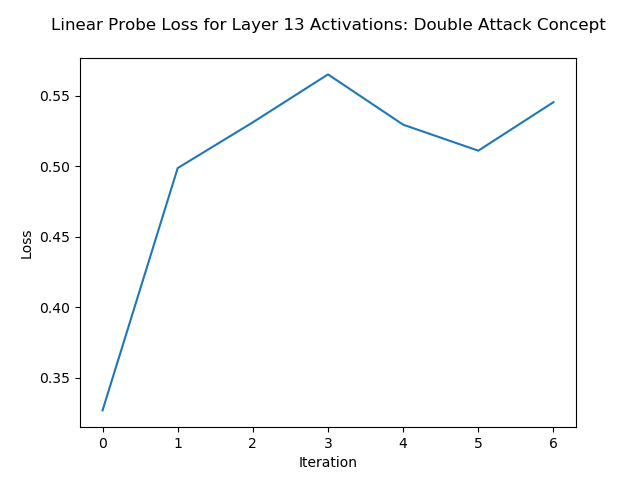 Linear Probe Loss for Layer 13 Activations: Double Attack Concept
0.55
0.50
0.45
0.40
0.35
Loss
0 1 2 3 4 5 6
Iteration